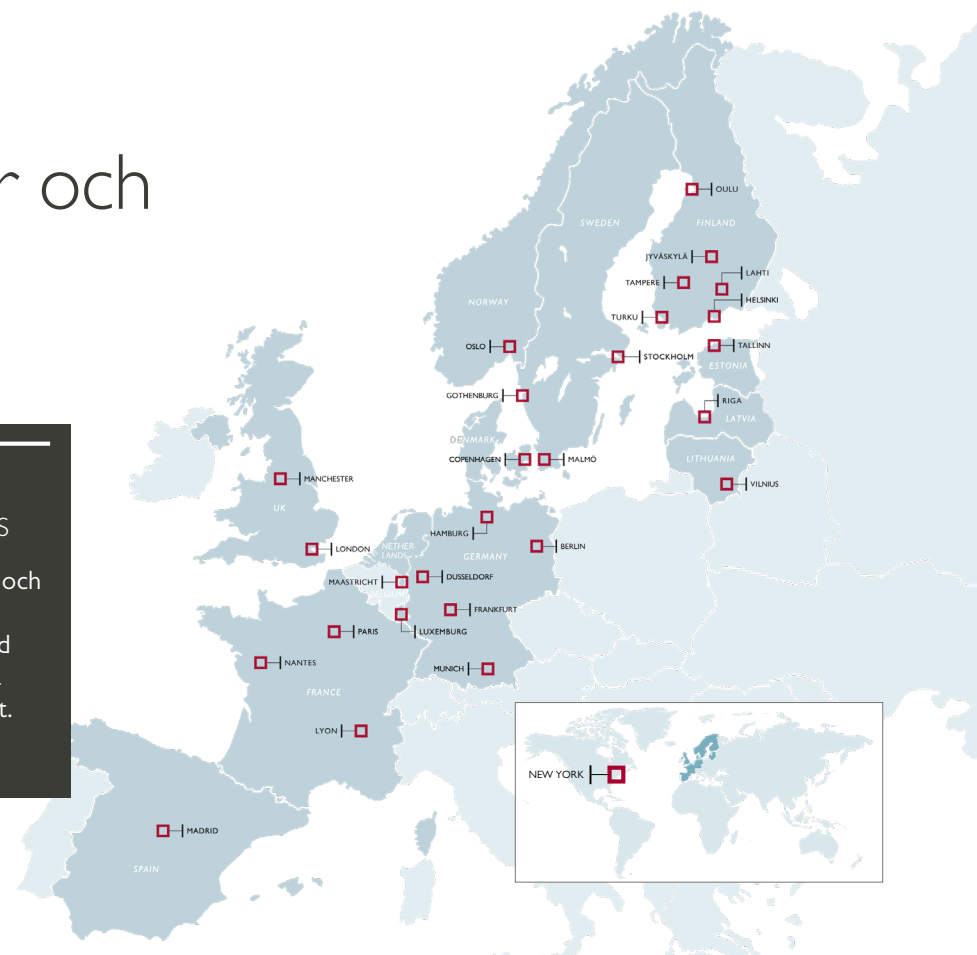 och
OULU
SWEDEN
FINLAND
JYVÄSKYLÄ
LAHTI
TAMPERE
HELSINKI
NORWAY
TURKU
OSLO
TALLINN
STOCKHOLM
ESTONIA
GOTHENBURG
RIGA
LATVIA
DENMARK
COPENHAGEN
MALMÖ
LITHUANIA
MANCHESTER
VILNIUS
UK
S
HAMBURG
LONDON
NETHER-
LANDS
GERMANY
BERLIN
och
MAASTRICHT
DUSSELDORF
BELGIUM
FRANKFURT
PARIS
LUXEMBURG
d
NANTES
MUNICH
FRANCE
t.
LYON
NEW YORK
MADRID
SPAIN